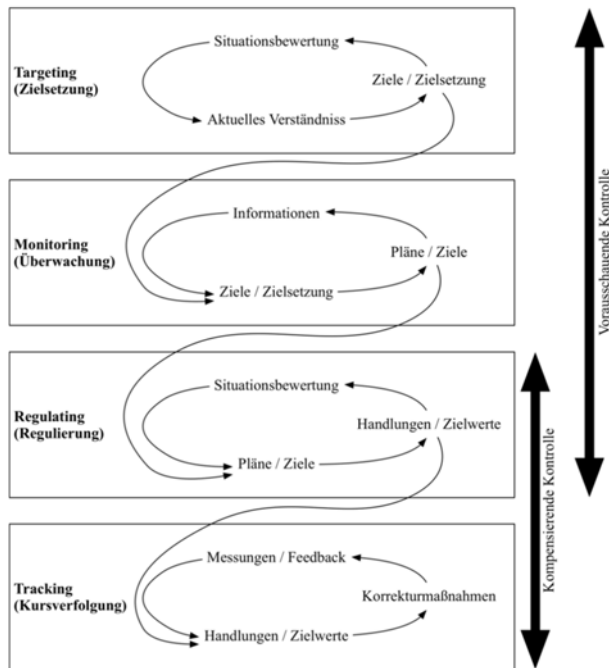 Situationsbewertung
Targeting
(Zielsetzung)
Ziele / Zielsetzung
Aktuelles Verständniss
Informationen
Monitoring
(Überwachung)
Pläne / Ziele
Ziele / Zielsetzung
Vorausschauende Kontrolle
Situationsbewertung
Regulating
(Regulierung)
Handlungen / Zielwerte
Pläne / Ziele
Kompensierende Kontrolle
Messungen / Feedback
Tracking
(Kursverfolgung)
Korrekturmaßnahmen
Handlungen / Zielwerte